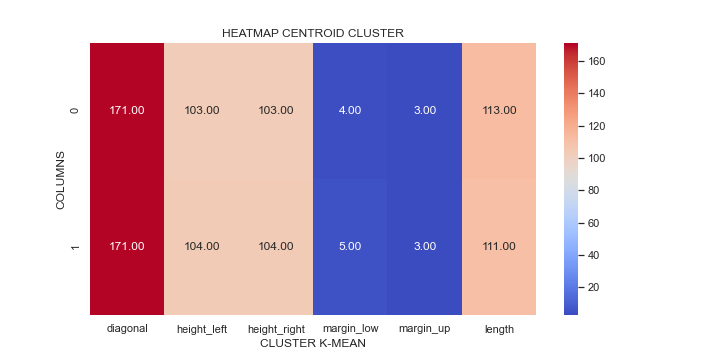 HEATMAP CENTROID CLUSTER
COLUMNS
0
171.00 103.00 103.00 4.00 3.00 113.00
1
171.00 104.00 104.00 5.00 3.00 111.00
diagonal height_left height_right margin_low margin_up length
CLUSTER K-MEAN
160
140
120
100
80
60
40
20